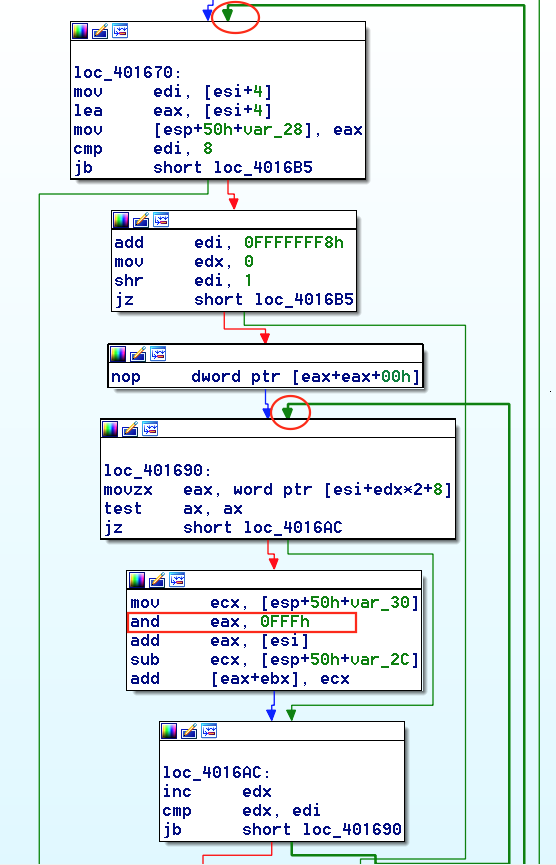 loc_401670:
mov edi, [esi+4]
lea eax, [esi+4]
mov [esp+50h+var_28], eax
cmp edi, 8
jb short loc_4016B5
add edi, 0FFFFFFF8h
mov edx, 0
shr edi, 1
jz short loc_4016B5
nop dword ptr [eax+eax+00h]
loc_401690:
movzx eax, word ptr [esi+edx*2+8]
test ax, ax
jz short loc_4016AC
mov ecx, [esp+50h+var_30]
and eax, 0FFFh
add eax, [esi]
sub ecx, [esp+50h+var_2C]
add [eax+ebx], ecx
loc_4016AC:
inc edx
cmp edx, edi
jb short loc_401690